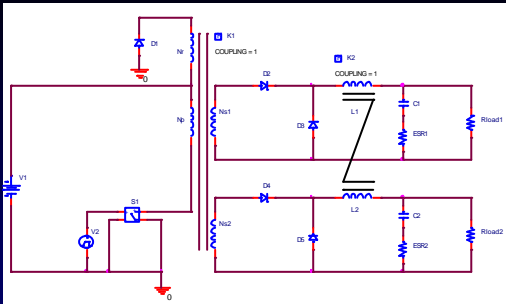 D1
0
Nr
K1
COUPLING = 1
K2
COUPLING = 1
D2
L1
C1
Np
Ns1
D3
ESR1
Rload1
V1
S1
D4
L2
C2
V2
Ns2
D5
ESR2
Rload2
0